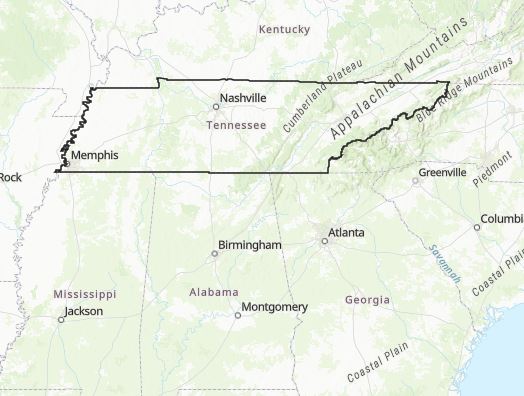 Kentucky
Appalachian Mountains
Cumberland Plateau
Blue Ridge Mountains
Nashville
Tennessee
Memphis
Rock
Greenville
Piedmont
Columbi
Atlanta
Birmingham
Savannah
Coastal Plain
Mississippi
Alabama
Georgia
Jackson
Montgomery
Coastal Plain